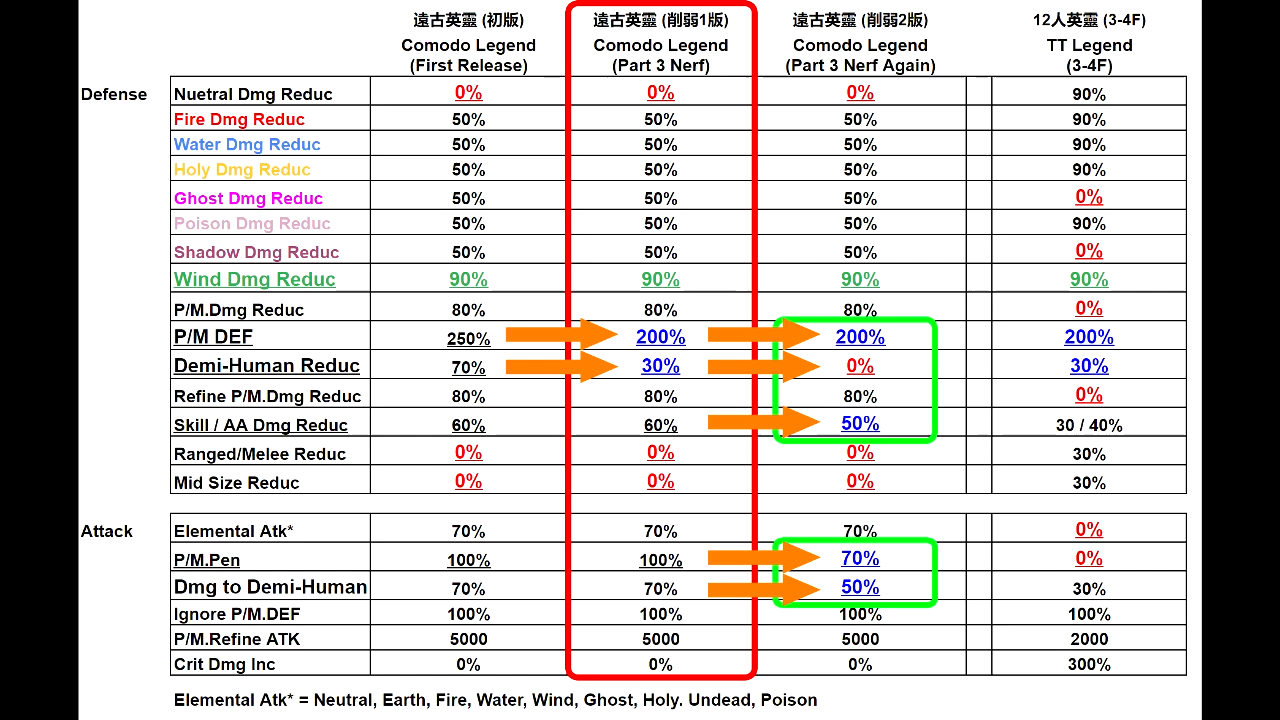 遠古英靈 (初版) 遠古英靈 (削弱1版) 遠古英靈 (削弱2版) 12人英靈 (3-4F)
Comodo Legend Comodo Legend Comodo Legend TT Legend
(First Release) (Part 3 Nerf) (Part 3 Nerf Again) (3-4F)
Defense Nuetral Dmg Reduc 0% 0% 0% 90%
Fire Dmg Reduc 50% 50% 50% 90%
Water Dmg Reduc 50% 50% 50% 90%
Holy Dmg Reduc 50% 50% 50% 90%
Ghost Dmg Reduc 50% 50% 50% 0%
Poison Dmg Reduc 50% 50% 50% 90%
Shadow Dmg Reduc 50% 50% 50% 0%
Wind Dmg Reduc 90% 90% 90% 90%
P/M.Dmg Reduc 80% 80% 80% 0%
P/M DEF 250% 200% 200% 200%
Demi-Human Reduc 70% 30% 0% 30%
Refine P/M.Dmg Reduc 80% 80% 80% 0%
Skill / AA Dmg Reduc 60% 60% 50% 30 / 40%
Ranged/Melee Reduc 0% 0% 0% 30%
Mid Size Reduc 0% 0% 0% 30%
Attack Elemental Atk* 70% 70% 70% 0%
P/M.Pen 100% 100% 70% 0%
Dmg to Demi-Human 70% 70% 50% 30%
Ignore P/M.DEF 100% 100% 100% 100%
P/M.Refine ATK 5000 5000 5000 2000
Crit Dmg Inc 0% 0% 0% 300%
Elemental Atk* = Neutral, Earth, Fire, Water, Wind, Ghost, Holy. Undead, Poison